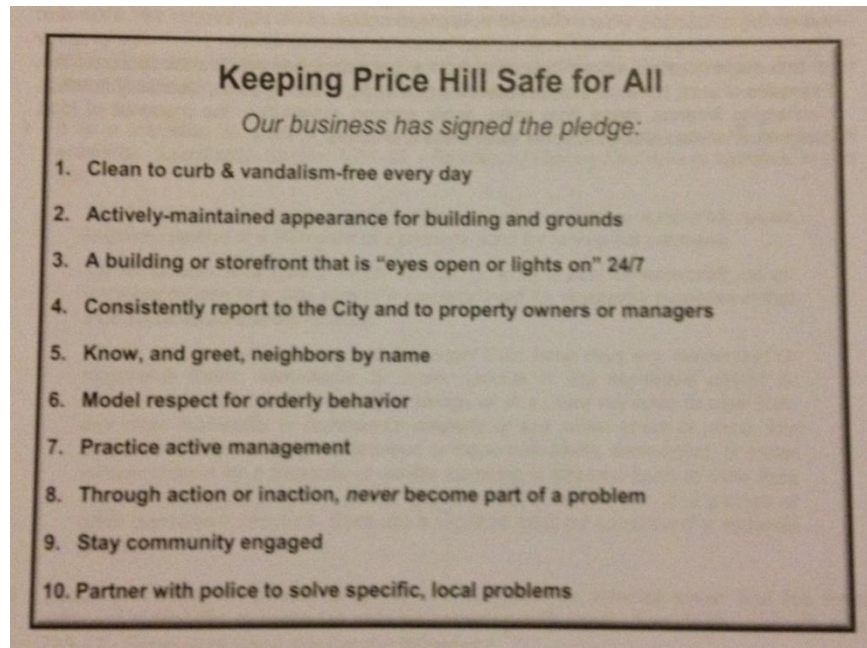 Keeping Price Hill Safe for All
Our business has signed the pledge:
1. Clean to curb & vandalism-free every day
2. Actively-maintained appearance for building and grounds
3. A building or storefront that is “eyes open or lights on” 24/7
4. Consistently report to the City and to property owners or managers
5. Know, and greet, neighbors by name
6. Model respect for orderly behavior
7. Practice active management
8. Through action or inaction, never become part of a problem
9. Stay community engaged
10. Partner with police to solve specific, local problems